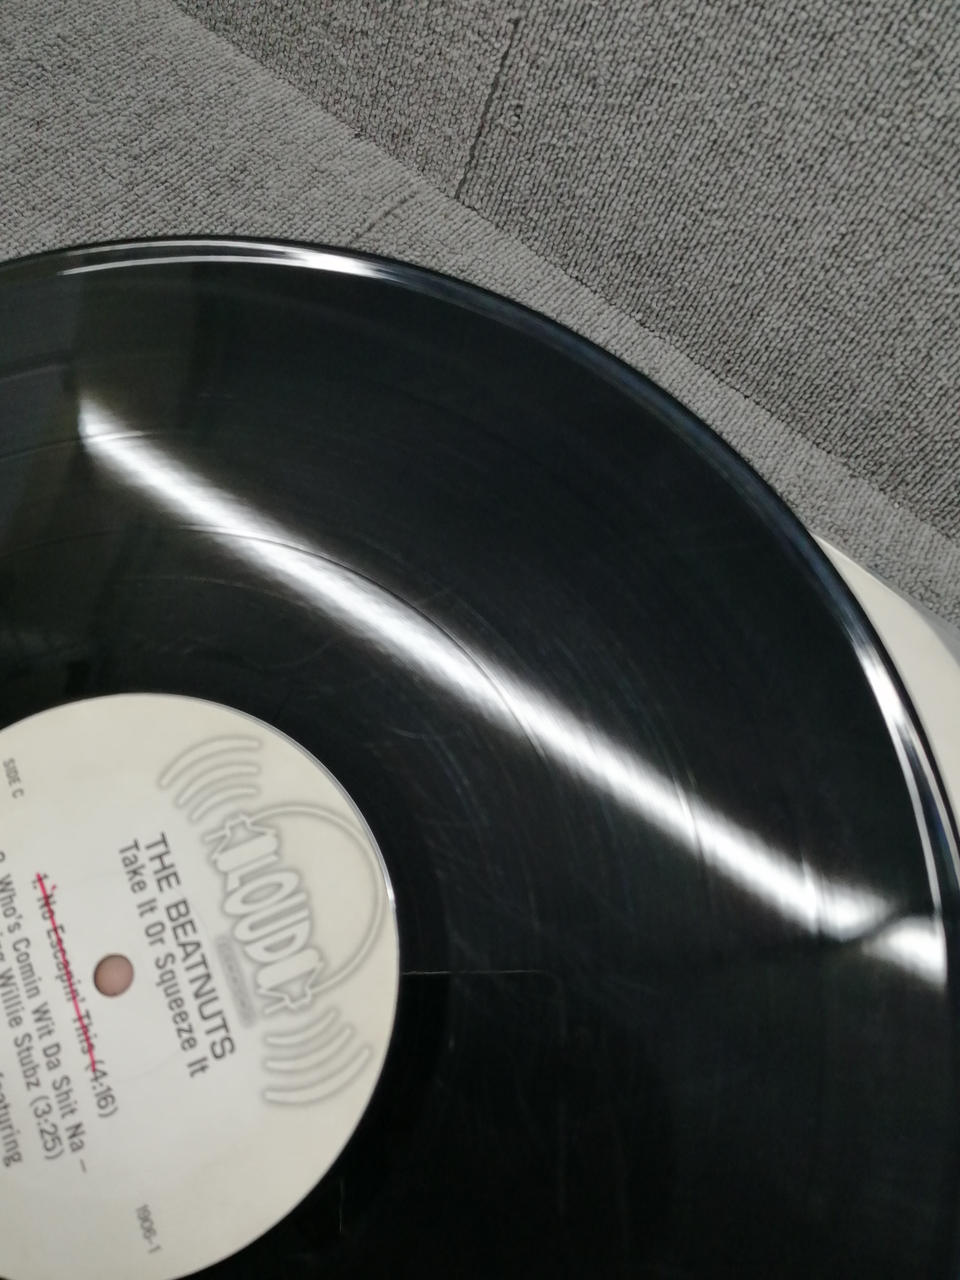 LOUD
THE BEATNUTS
Take It Or Squeeze It
SIDE C
1. No Escapin' This (4:16)
Who's Comin Wit Da Shit Na –
Willie Stubz (3:25)
featuring
1906-1